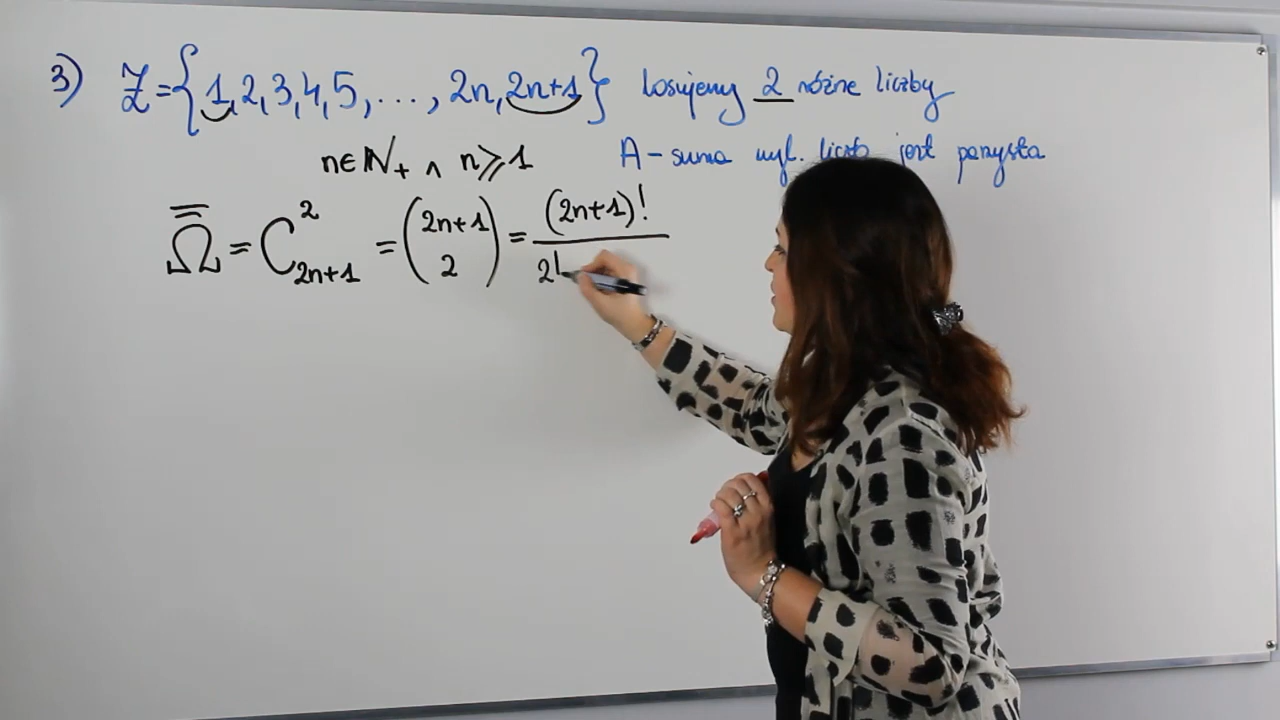 3) Z={1,2,3,4,5,...,2n,2n+1} losujemy 2 różne liczby
n∈ℕ₊ ∧ n⩾1 A - suma wyl. liczb jest parzysta
Ω̿ = C²₂ₙ₊₁ = (2n+1 2) = (2n+1)! / 2!